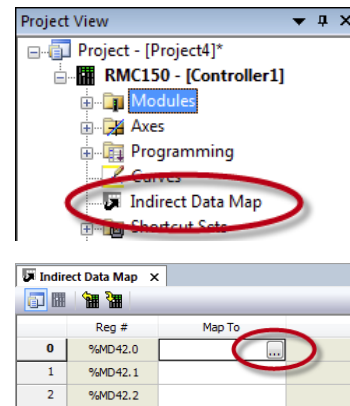 Project View
Project - [Project4]*
RMC150 - [Controller1]
Modules
Axes
Programming
Curves
Indirect Data Map
Shortcut Sets
Indirect Data Map
Reg # Map To
0 %MD42.0 ...
1 %MD42.1
2 %MD42.2